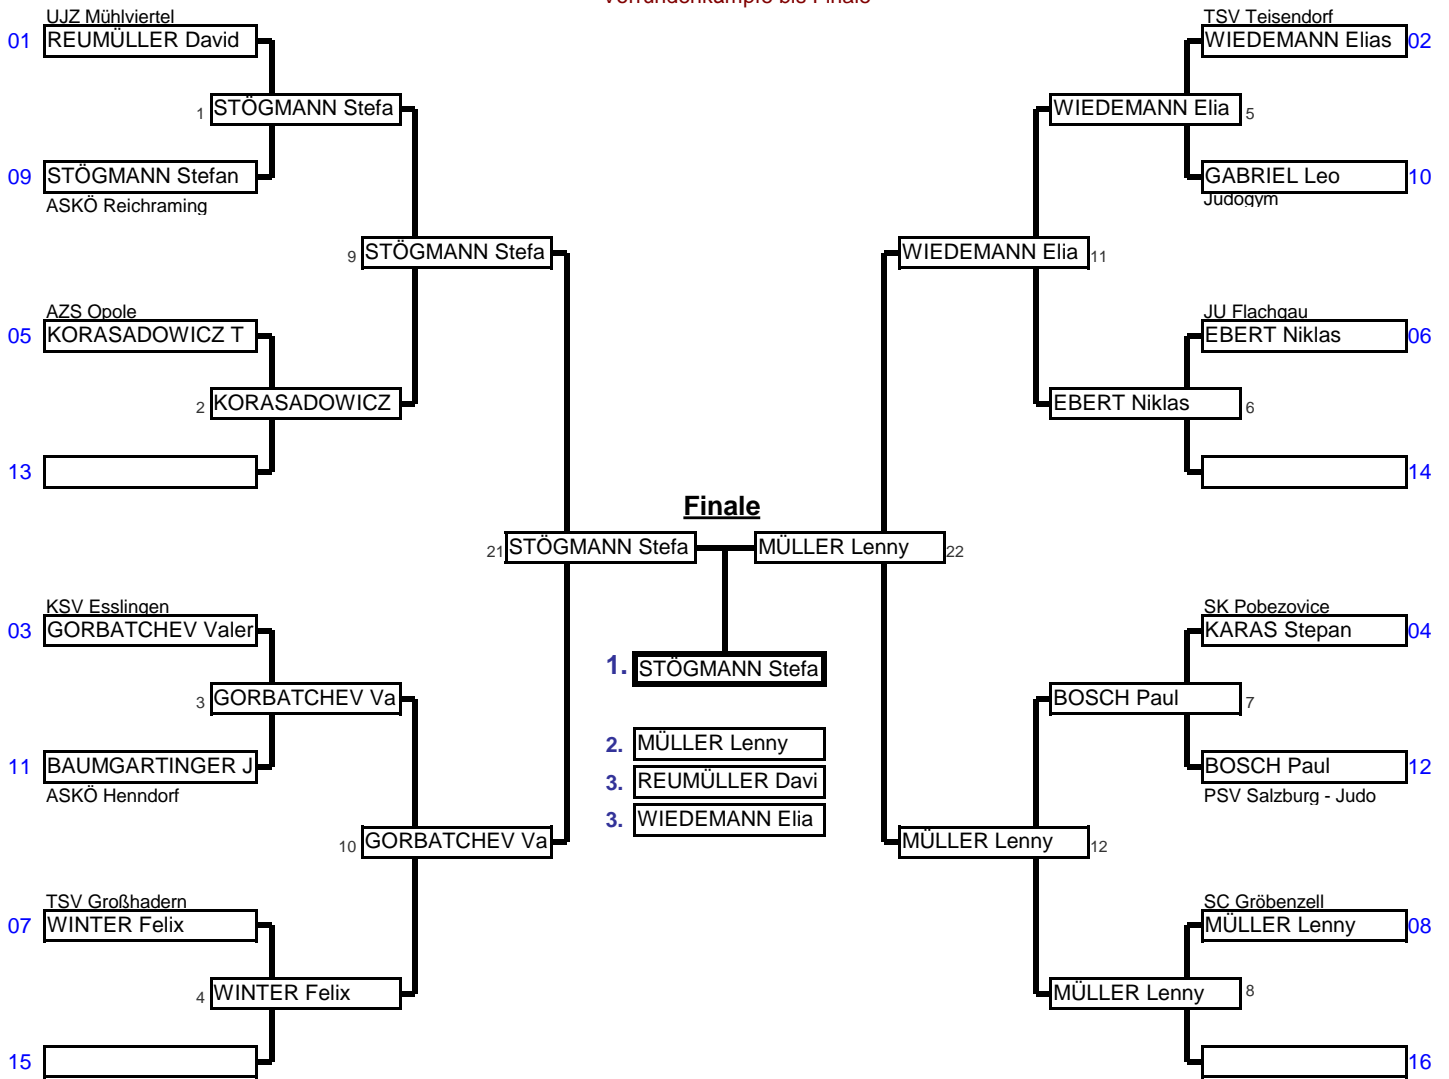 Vorrundenkämpfe bis Finale
UJZ Mühlviertel
01 REUMÜLLER David
1 STÖGMANN Stefa
09 STÖGMANN Stefan
ASKÖ Reichraming
9 STÖGMANN Stefa
AZS Opole
05 KORASADOWICZ T
2 KORASADOWICZ
13
21 STÖGMANN Stefa
KSV Esslingen
03 GORBATCHEV Valer
3 GORBATCHEV Va
11 BAUMGARTINGER J
ASKÖ Henndorf
10 GORBATCHEV Va
TSV Großhadern
07 WINTER Felix
4 WINTER Felix
15
Finale
1. STÖGMANN Stefa
2. MÜLLER Lenny
3. REUMÜLLER Davi
3. WIEDEMANN Elia
TSV Teisendorf
WIEDEMANN Elias 02
WIEDEMANN Elia 5
GABRIEL Leo 10
Judogym
WIEDEMANN Elia 11
JU Flachgau
EBERT Niklas 06
EBERT Niklas 6
14
MÜLLER Lenny 22
SK Pobezovice
KARAS Stepan 04
BOSCH Paul 7
BOSCH Paul 12
PSV Salzburg - Judo
MÜLLER Lenny 12
SC Gröbenzell
MÜLLER Lenny 08
MÜLLER Lenny 8
16